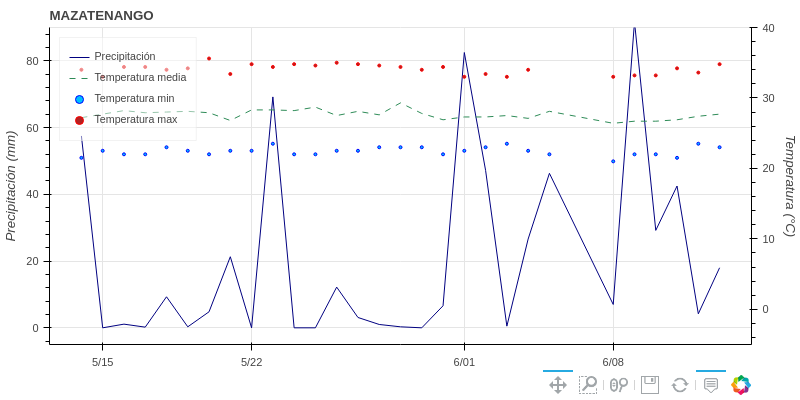 MAZATENANGO
Precipitación
Temperatura media
Temperatura min
Temperatura max
Precipitación (mm)
80
60
40
20
0
Temperatura (°C)
40
30
20
10
0
5/15
5/22
6/01
6/08